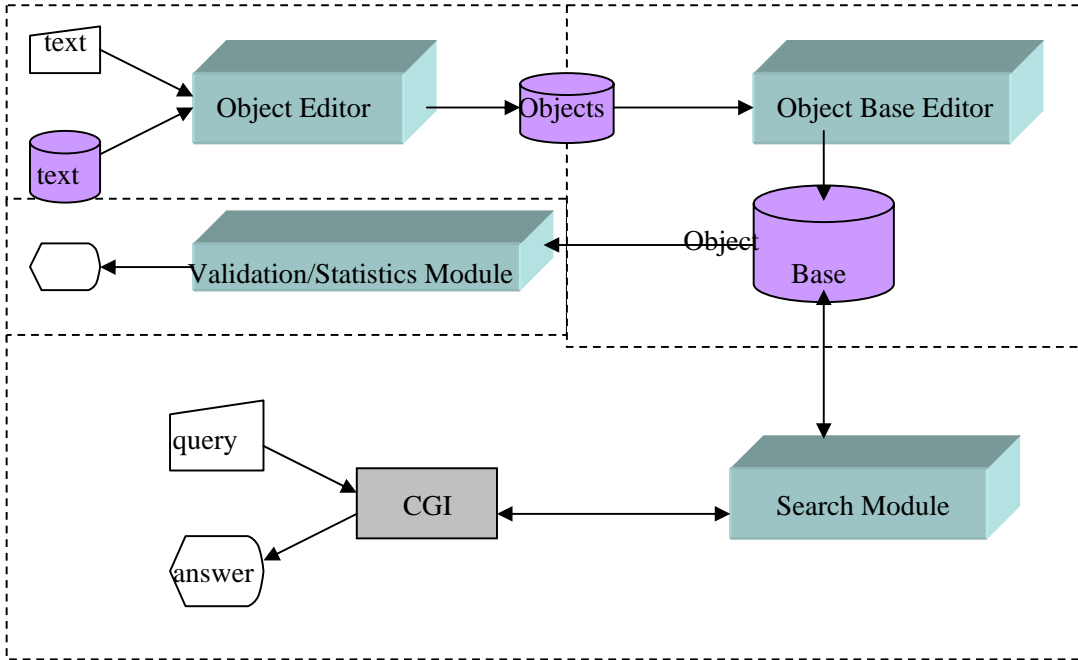 text
Object Editor
Objects
Object Base Editor
text
Validation/Statistics Module
Object
Base
query
CGI
Search Module
answer